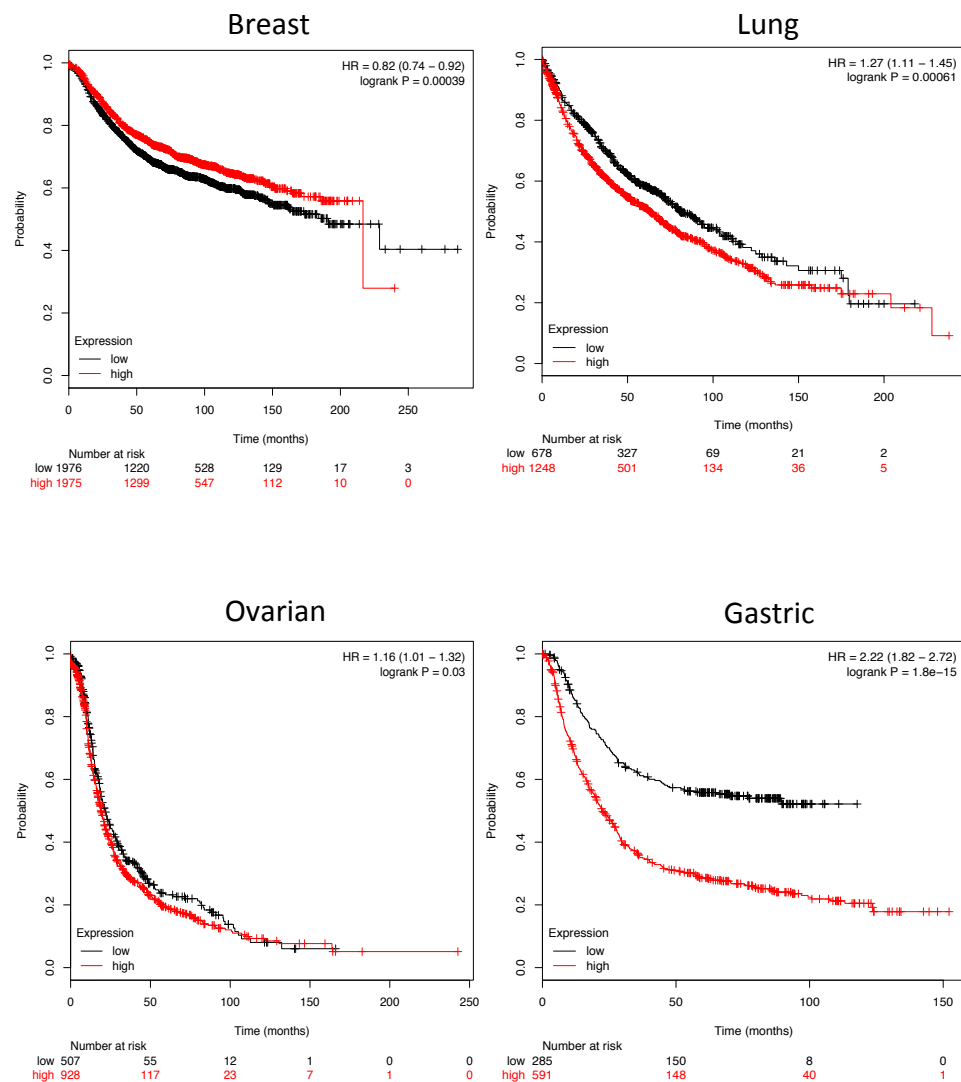 Breast
HR = 0.82 (0.74 − 0.92)
logrank P = 0.00039
Probability
1.0
0.8
0.6
0.4
0.2
0.0
Expression
low
high
0 50 100 150 200 250
Time (months)
Number at risk
low 1976 1220 528 129 17 3
high 1975 1299 547 112 10 0
Lung
HR = 1.27 (1.11 − 1.45)
logrank P = 0.00061
Probability
1.0
0.8
0.6
0.4
0.2
0.0
Expression
low
high
0 50 100 150 200
Time (months)
Number at risk
low 678 327 69 21 2
high 1248 501 134 36 5
Ovarian
HR = 1.16 (1.01 − 1.32)
logrank P = 0.03
Probability
1.0
0.8
0.6
0.4
0.2
0.0
Expression
low
high
0 50 100 150 200 250
Time (months)
Number at risk
low 507 55 12 1 0 0
high 928 117 23 7 1 0
Gastric
HR = 2.22 (1.82 − 2.72)
logrank P = 1.8e−15
Probability
1.0
0.8
0.6
0.4
0.2
0.0
Expression
low
high
0 50 100 150
Time (months)
Number at risk
low 285 150 8 0
high 591 148 40 1